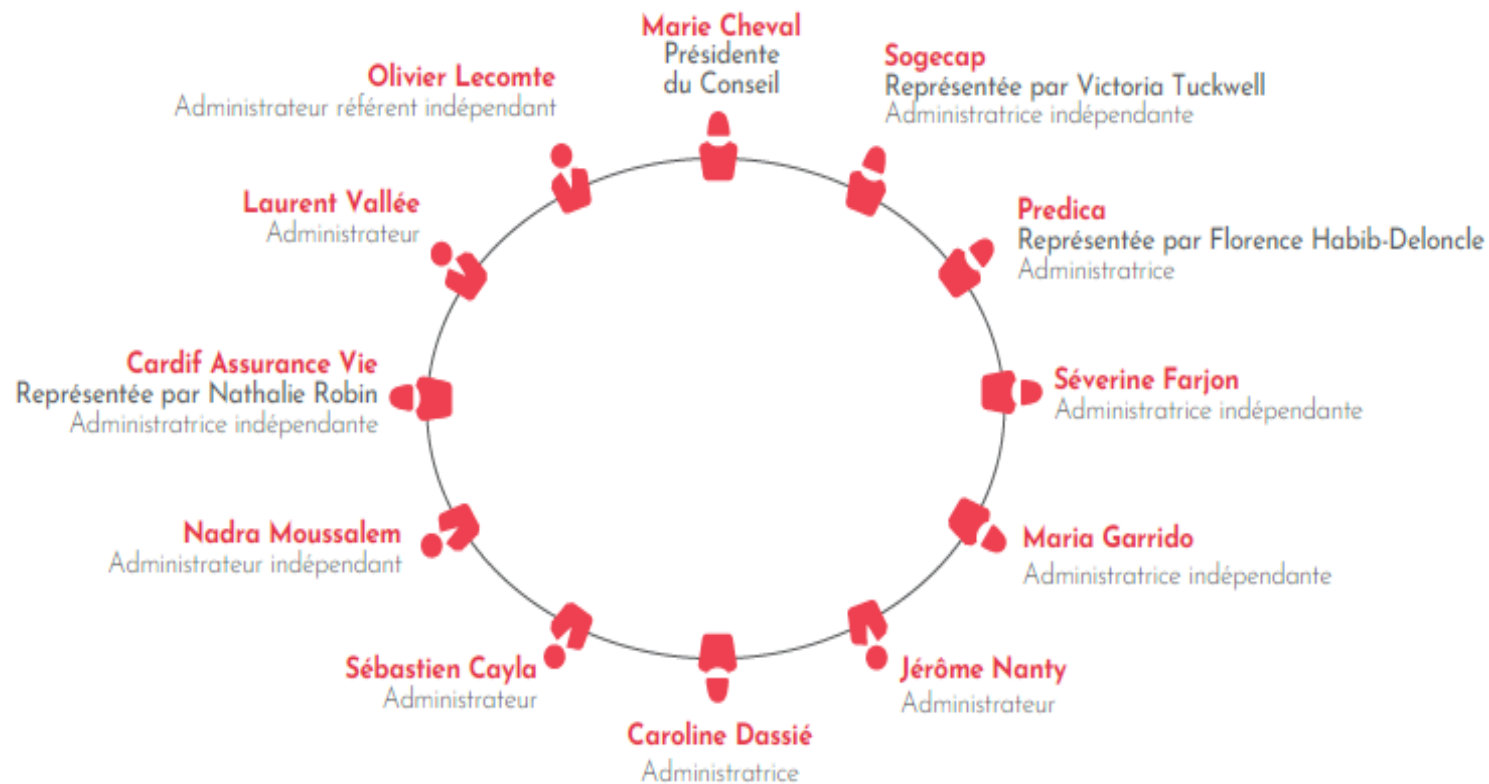 Marie Cheval
Présidente
du Conseil
Sogecap
Représentée par Victoria Tuckwell
Administratrice indépendante
Predica
Représentée par Florence Habib-Deloncle
Administratrice
Séverine Farjon
Administratrice indépendante
Maria Garrido
Administratrice indépendante
Jérôme Nanty
Administrateur
Caroline Dassié
Administratrice
Sébastien Cayla
Administrateur
Nadra Moussalem
Administrateur indépendant
Cardif Assurance Vie
Représentée par Nathalie Robin
Administratrice indépendante
Laurent Vallée
Administrateur
Olivier Lecomte
Administrateur référent indépendant